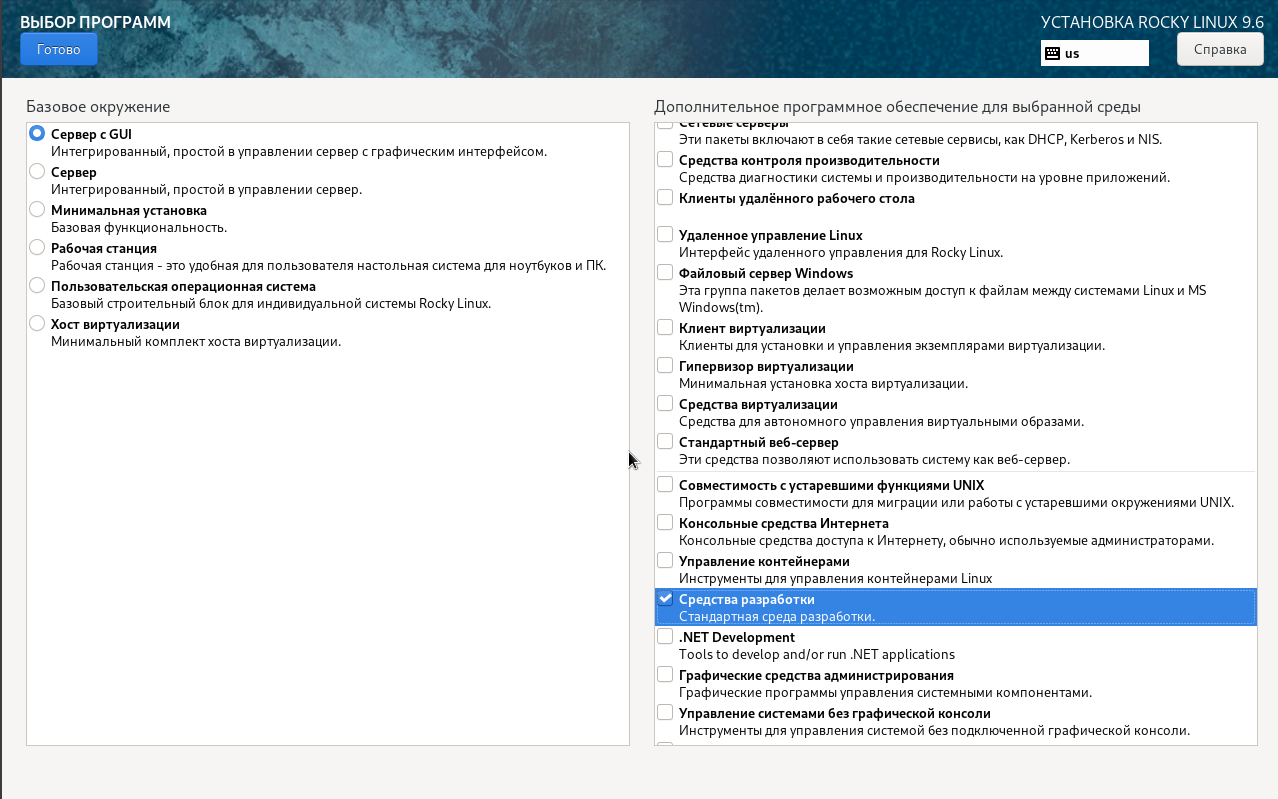 ВЫБОР ПРОГРАММ
УСТАНОВКА ROCKY LINUX 9.6
Готово
us
Справка
Базовое окружение
Сервер с GUI
Интегрированный, простой в управлении сервер с графическим интерфейсом.
Сервер
Интегрированный, простой в управлении сервер.
Минимальная установка
Базовая функциональность.
Рабочая станция
Рабочая станция - это удобная для пользователя настольная система для ноутбуков и ПК.
Пользовательская операционная система
Базовый строительный блок для индивидуальной системы Rocky Linux.
Хост виртуализации
Минимальный комплект хоста виртуализации.
Дополнительное программное обеспечение для выбранной среды
Сетевые серверы
Эти пакеты включают в себя такие сетевые сервисы, как DHCP, Kerberos и NIS.
Средства контроля производительности
Средства диагностики системы и производительности на уровне приложений.
Клиенты удалённого рабочего стола
Удаленное управление Linux
Интерфейс удаленного управления для Rocky Linux.
Файловый сервер Windows
Эта группа пакетов делает возможным доступ к файлам между системами Linux и MS
Windows(tm).
Клиент виртуализации
Клиенты для установки и управления экземплярами виртуализации.
Гипервизор виртуализации
Минимальная установка хоста виртуализации.
Средства виртуализации
Средства для автономного управления виртуальными образами.
Стандартный веб-сервер
Эти средства позволяют использовать систему как веб-сервер.
Совместимость с устаревшими функциями UNIX
Программы совместимости для миграции или работы с устаревшими окружениями UNIX.
Консольные средства Интернета
Консольные средства доступа к Интернету, обычно используемые администраторами.
Управление контейнерами
Инструменты для управления контейнерами Linux
Средства разработки
Стандартная среда разработки.
.NET Development
Tools to develop and/or run .NET applications
Графические средства администрирования
Графические программы управления системными компонентами.
Управление системами без графической консоли
Инструменты для управления системой без подключенной графической консоли.